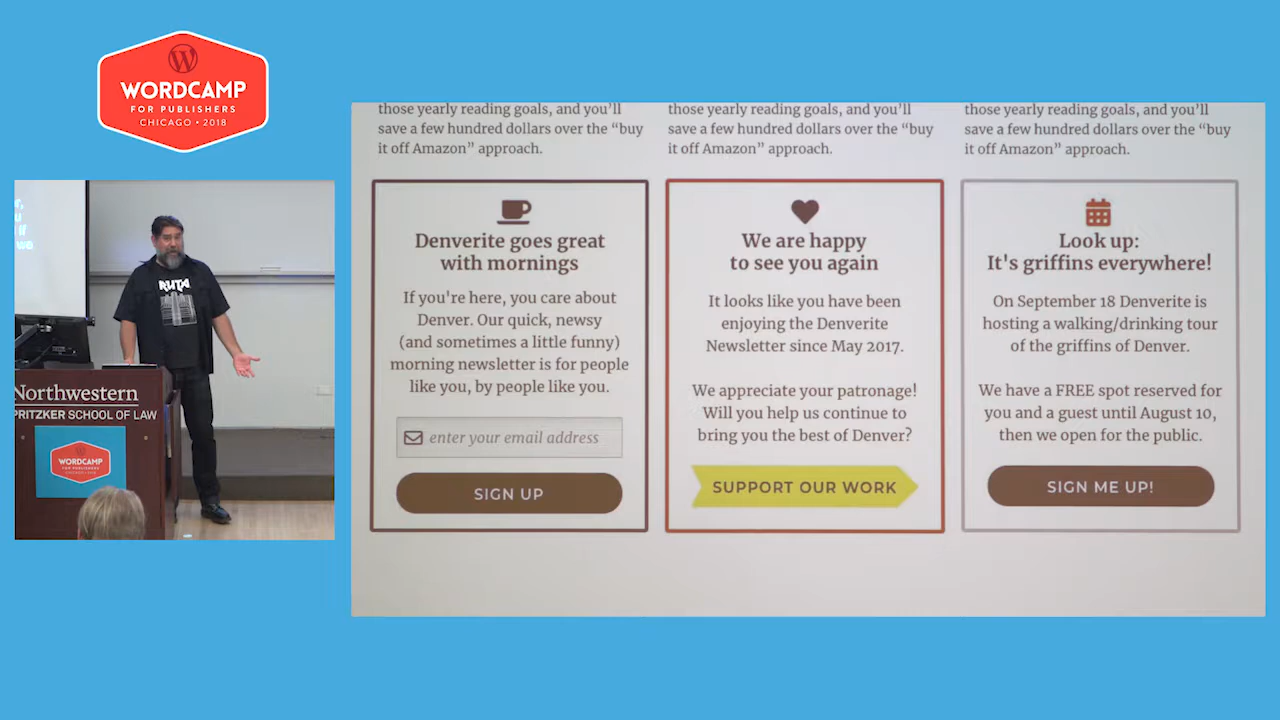 WORDCAMP
FOR PUBLISHERS
CHICAGO • 2018
those yearly reading goals, and you’ll
save a few hundred dollars over the “buy
it off Amazon” approach.
Denverite goes great
with mornings
If you're here, you care about
Denver. Our quick, newsy
(and sometimes a little funny)
morning newsletter is for people
like you, by people like you.
enter your email address
SIGN UP
those yearly reading goals, and you’ll
save a few hundred dollars over the “buy
it off Amazon” approach.
We are happy
to see you again
It looks like you have been
enjoying the Denverite
Newsletter since May 2017.
We appreciate your patronage!
Will you help us continue to
bring you the best of Denver?
SUPPORT OUR WORK
those yearly reading goals, and you’ll
save a few hundred dollars over the “buy
it off Amazon” approach.
Look up:
It's griffins everywhere!
On September 18 Denverite is
hosting a walking/drinking tour
of the griffins of Denver.
We have a FREE spot reserved for
you and a guest until August 10,
then we open for the public.
SIGN ME UP!
Northwestern
PRITZKER SCHOOL OF LAW
WORDCAMP
FOR PUBLISHERS
CHICAGO • 2018